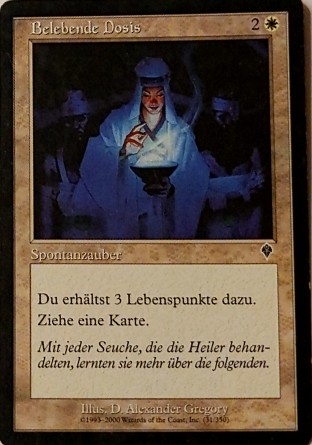 Belebende Dosis 2
Spontanzauber
Du erhältst 3 Lebenspunkte dazu.
Ziehe eine Karte.
Mit jeder Seuche, die die Heiler behan-
delten, lernten sie mehr über die folgenden.
Illus. D. Alexander Gregory
©1993-2000 Wizards of the Coast, Inc. (31/350)